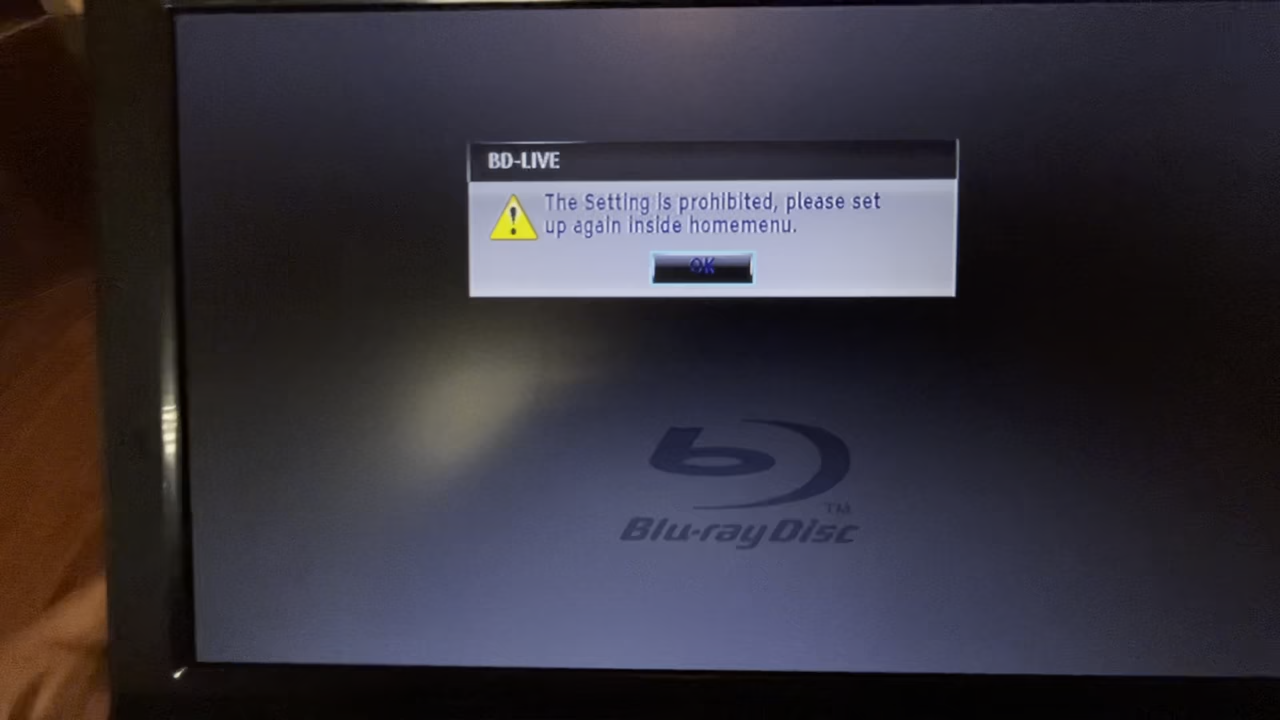 BD-LIVE
The Setting is prohibited, please set
up again inside homemenu.
OK
b
TM
Blu-ray Disc